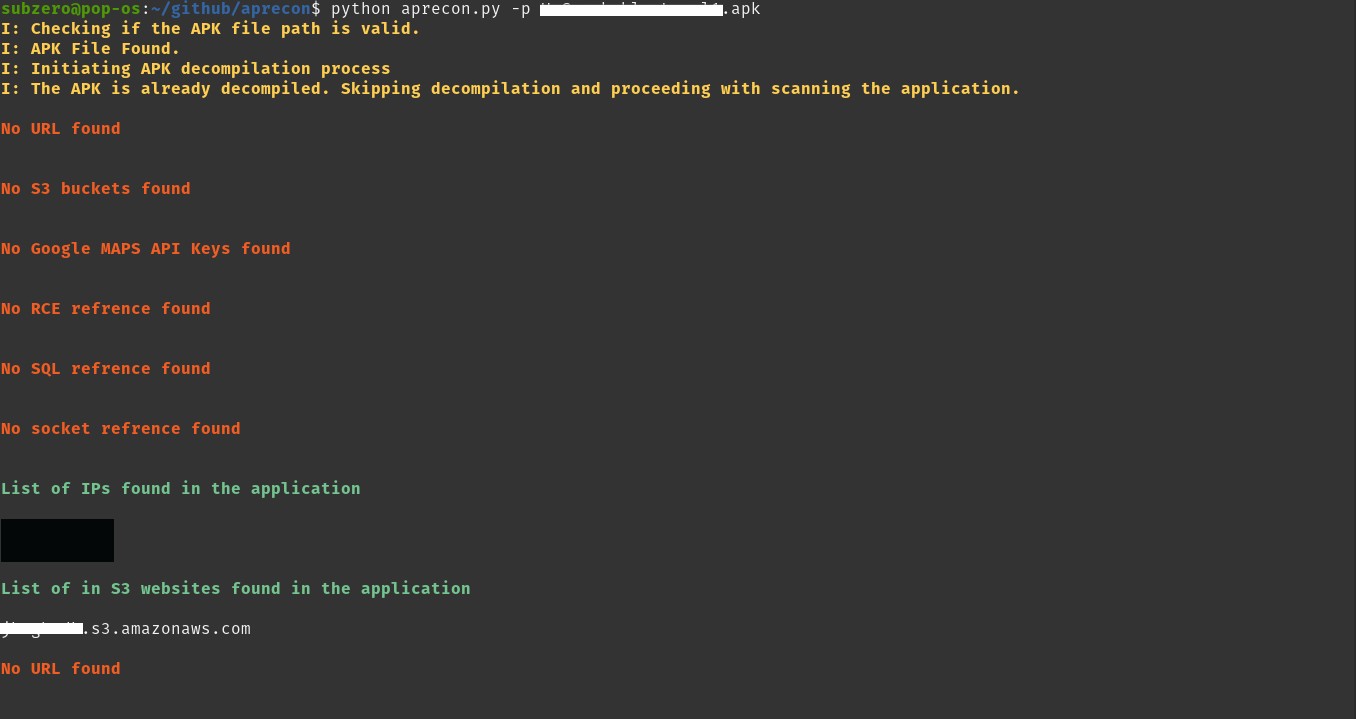 subzero@pop-os:~/github/aprecon$ python aprecon.py -p .apk
I: Checking if the APK file path is valid.
I: APK File Found.
I: Initiating APK decompilation process
I: The APK is already decompiled. Skipping decompilation and proceeding with scanning the application.
No URL found
No S3 buckets found
No Google MAPS API Keys found
No RCE refrence found
No SQL refrence found
No socket refrence found
List of IPs found in the application
List of in S3 websites found in the application
.s3.amazonaws.com
No URL found